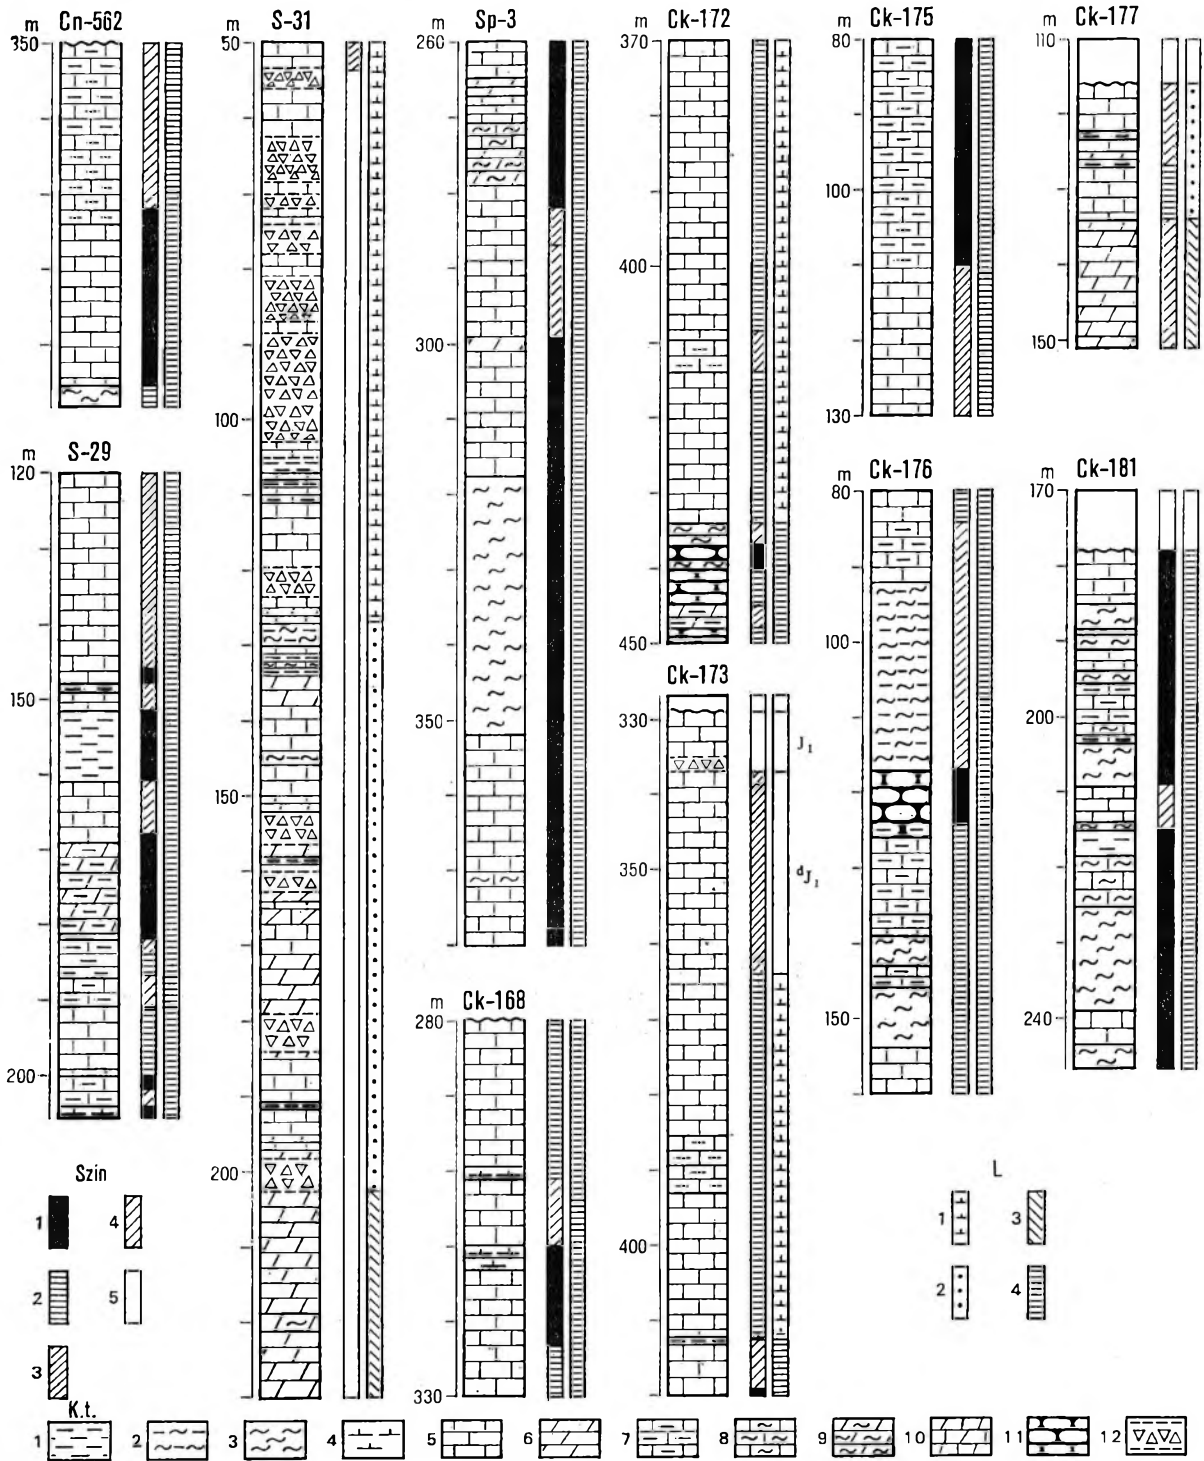 m Cn-562
350
m S-31
50
100
150
200
m Sp-3
260
300
350
m Ck-172
370
400
450
m Ck-175
80
100
130
m Ck-177
110
150
m S-29
120
150
200
m Ck-168
280
330
Ck-173
330
350
400
J₁
dJ₁
m Ck-176
80
100
150
m Ck-181
170
200
240
Szín
1 4
2 5
3
L
1 3
2 4
K.t.
1 2 3 4 5 6 7 8 9 10 11 12